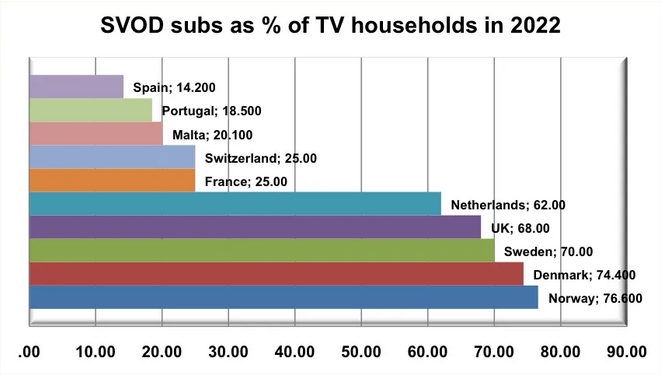 SVOD subs as % of TV households in 2022
Spain; 14.200
Portugal; 18.500
Malta; 20.100
Switzerland; 25.00
France; 25.00
Netherlands; 62.00
UK; 68.00
Sweden; 70.00
Denmark; 74.400
Norway; 76.600
.00 10.00 20.00 30.00 40.00 50.00 60.00 70.00 80.00 90.00